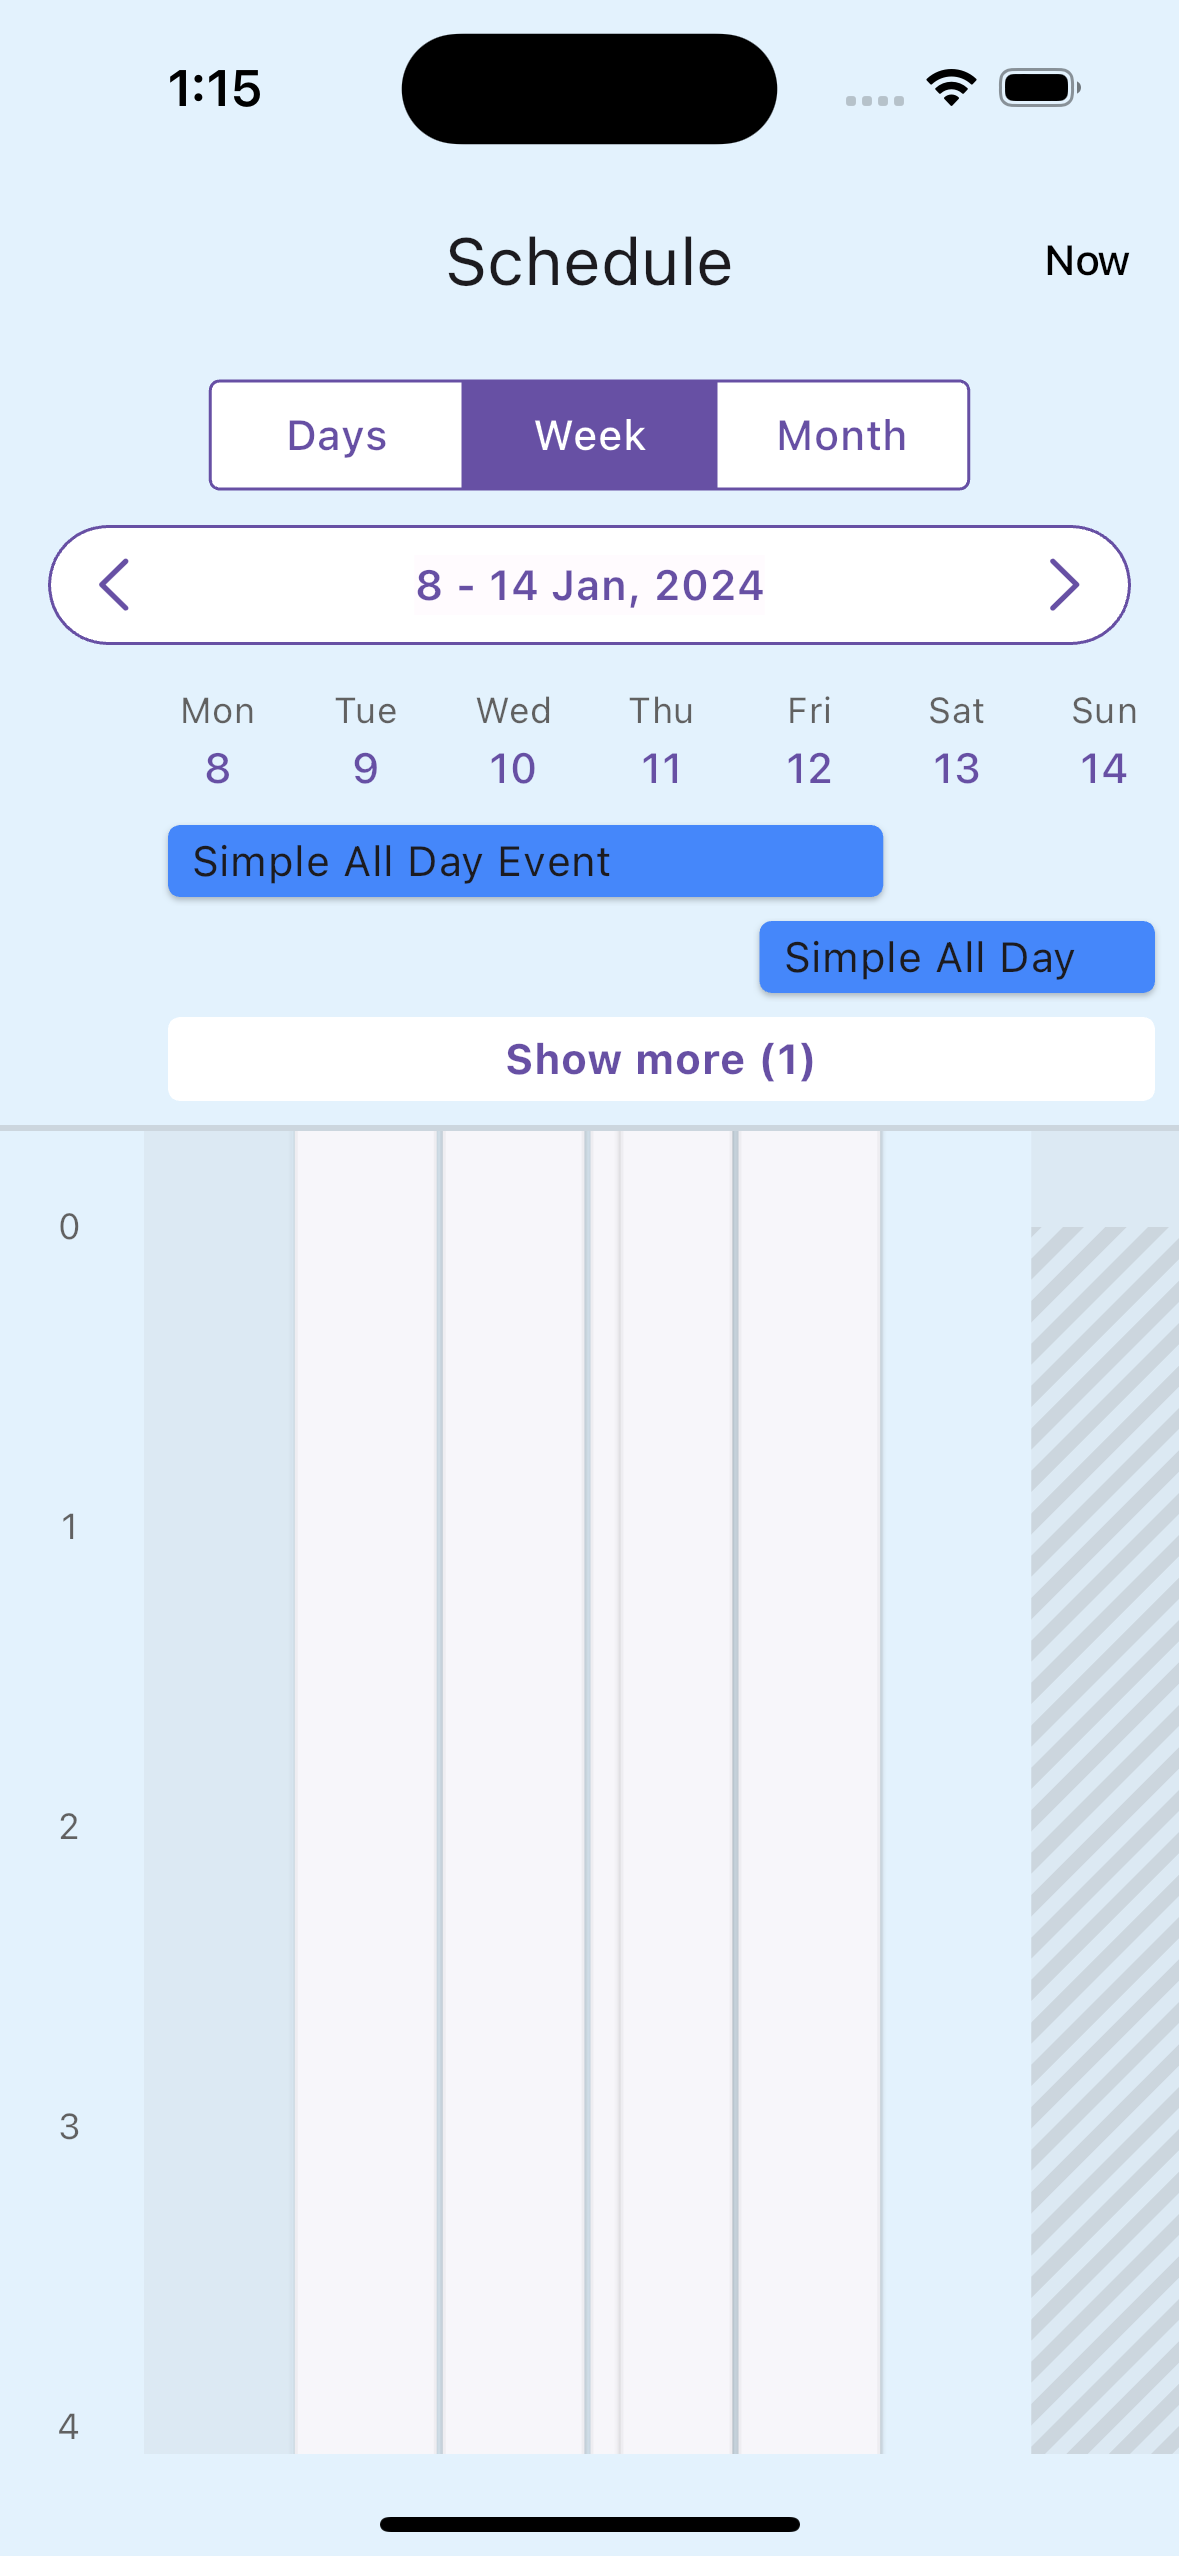 1:15
Schedule
Now
Days Week Month
8 - 14 Jan, 2024
Mon Tue Wed Thu Fri Sat Sun
8 9 10 11 12 13 14
Simple All Day Event
Simple All Day
Show more (1)
0
1
2
3
4